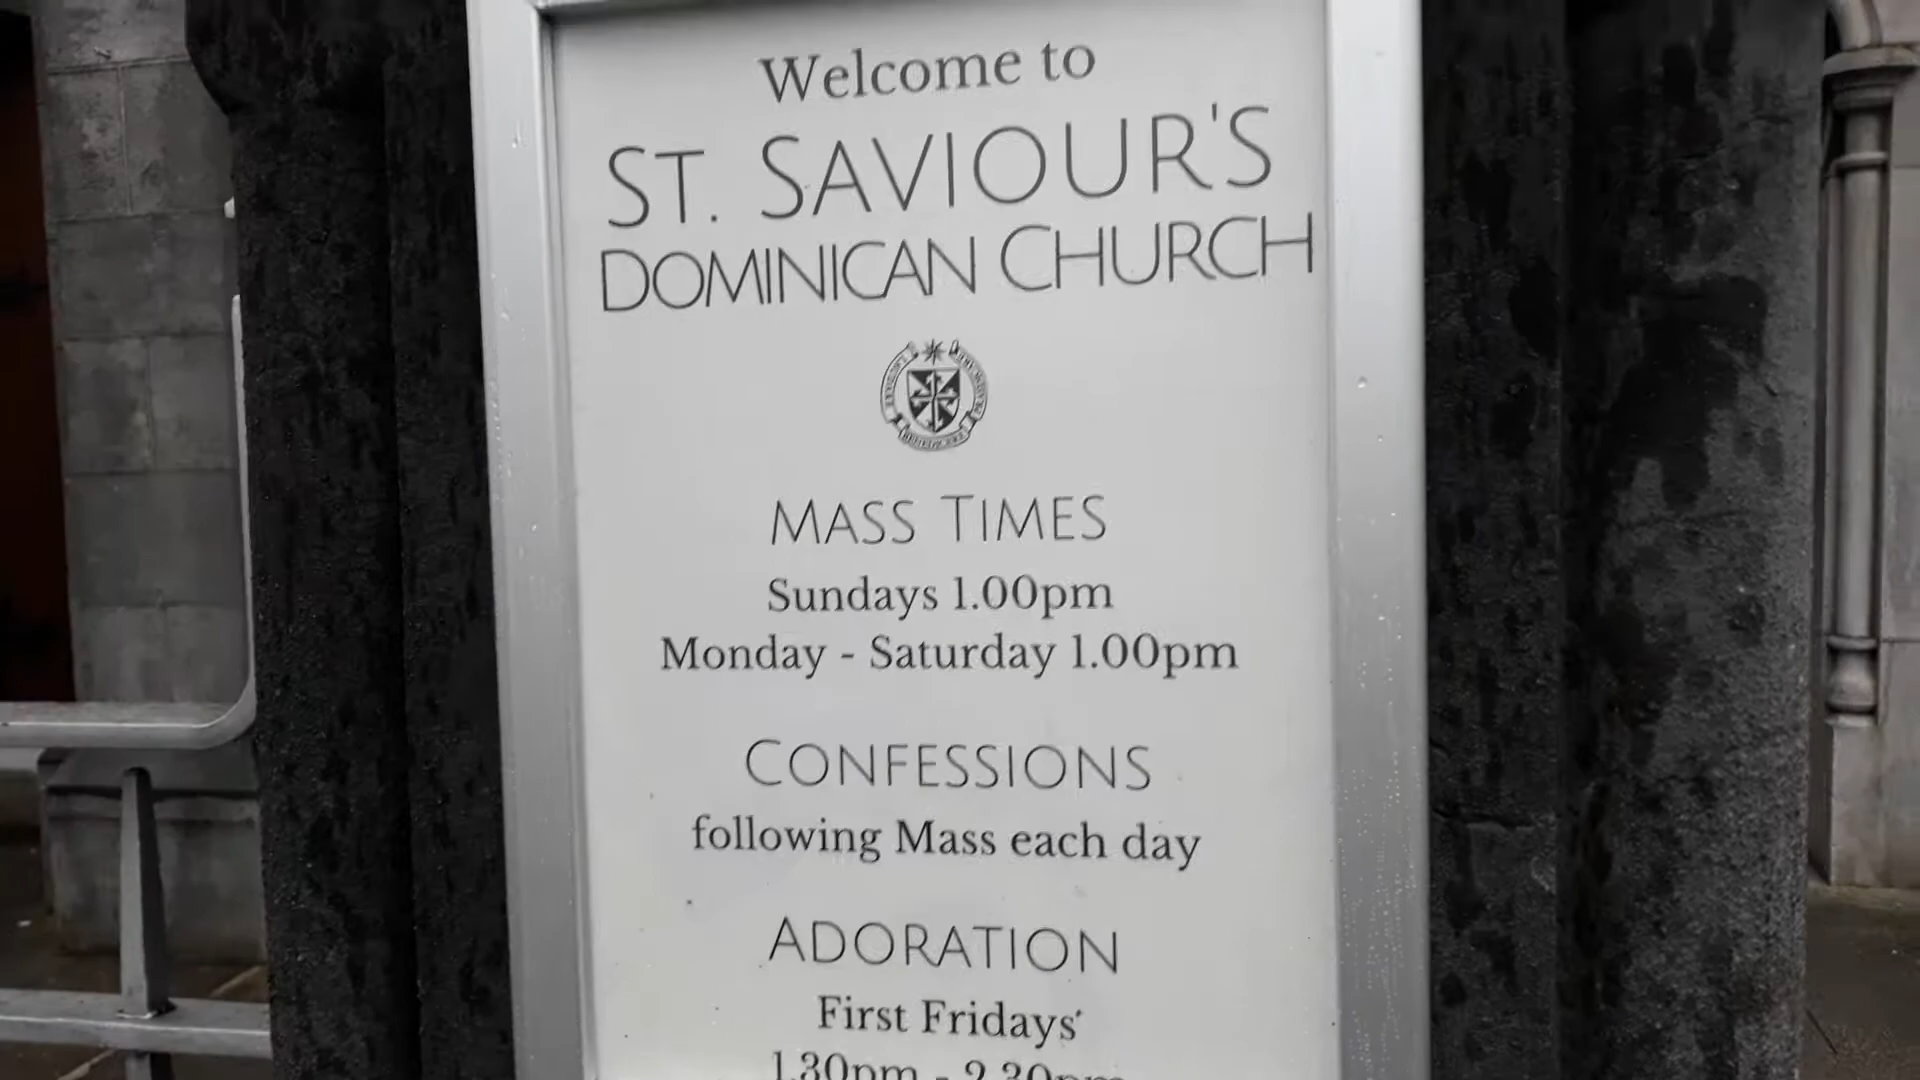 Welcome to
ST. SAVIOUR'S
DOMINICAN CHURCH
MASS TIMES
Sundays 1.00pm
Monday - Saturday 1.00pm
CONFESSIONS
following Mass each day
ADORATION
First Fridays'
1.30pm - 2.30pm